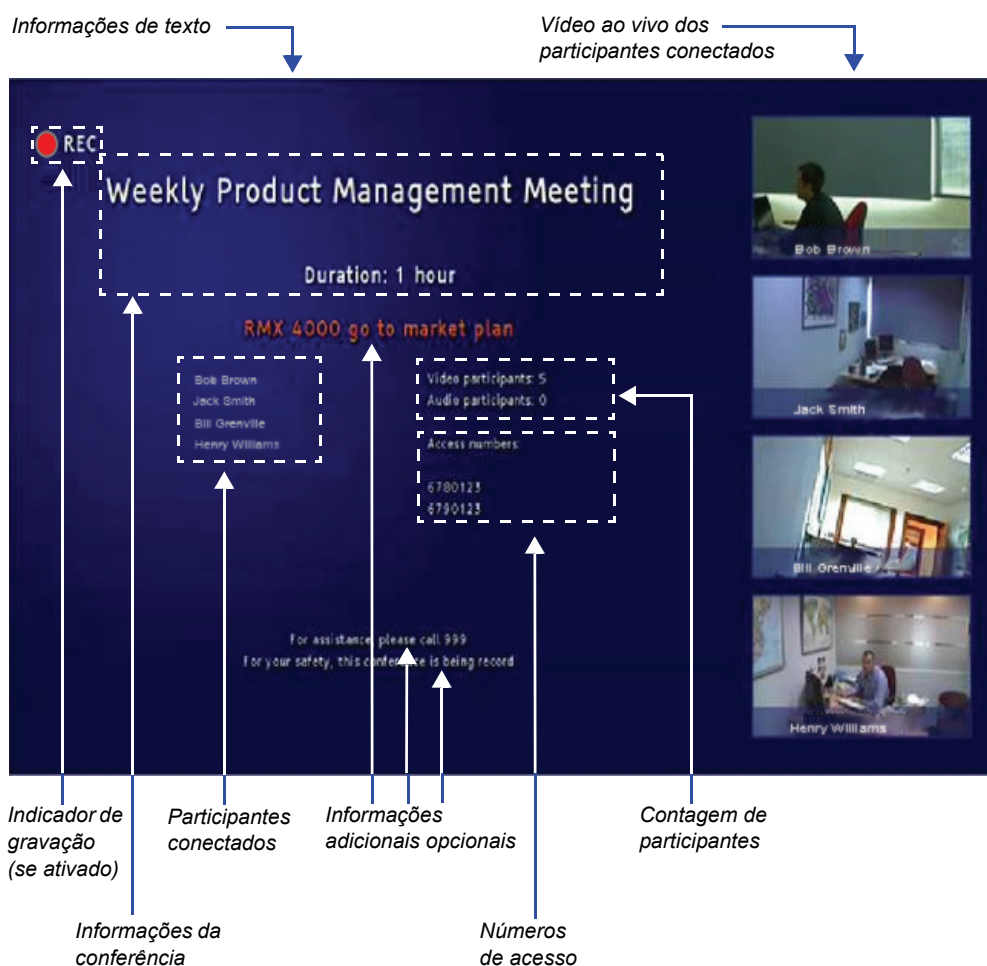 Informações de texto
Vídeo ao vivo dos
participantes conectados
REC
Weekly Product Management Meeting
Duration: 1 hour
RMX 4000 go to market plan
Bob Brown
Jack Smith
Bill Grenville
Henry Williams
Video participants: 5
Audio participants: 0
Access numbers:
6780123
6790123
For assistance, please call 999
For your safety, this conference is being record
Bob Brown
Jack Smith
Bill Grenville
Henry Williams
Indicador de
gravação
(se ativado)
Participantes
conectados
Informações
adicionais opcionais
Contagem de
participantes
Informações da
conferência
Números
de acesso